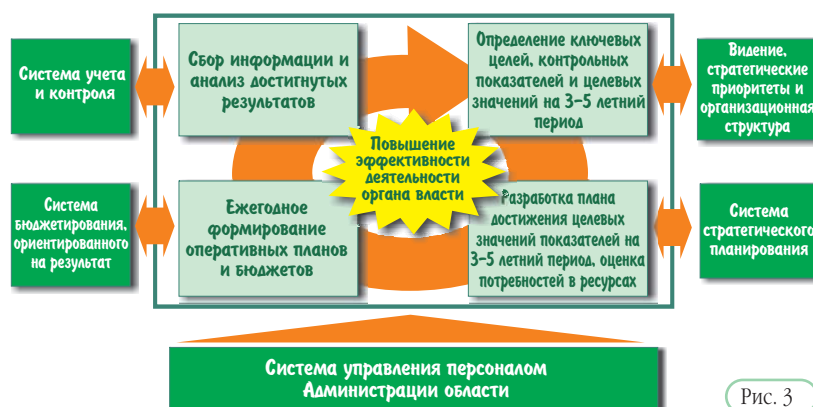 Система учета
и контроля
Сбор информации и
анализ достигнутых
результатов
Определение ключевых
целей, контрольных
показателей и целевых
значений на 3-5 летний
период
Видение,
стратегические
приоритеты и
организационная
структура
Повышение
эффективности
деятельности
органа власти
Система
бюджетирования,
ориентированного
на результат
Ежегодное
формирование
оперативных планов
и бюджетов
Разработка плана
достижения целевых
значений показателей на
3-5 летний период, оценка
потребностей в ресурсах
Система
стратегического
планирования
Система управления персоналом
Администрации области
Рис. 3